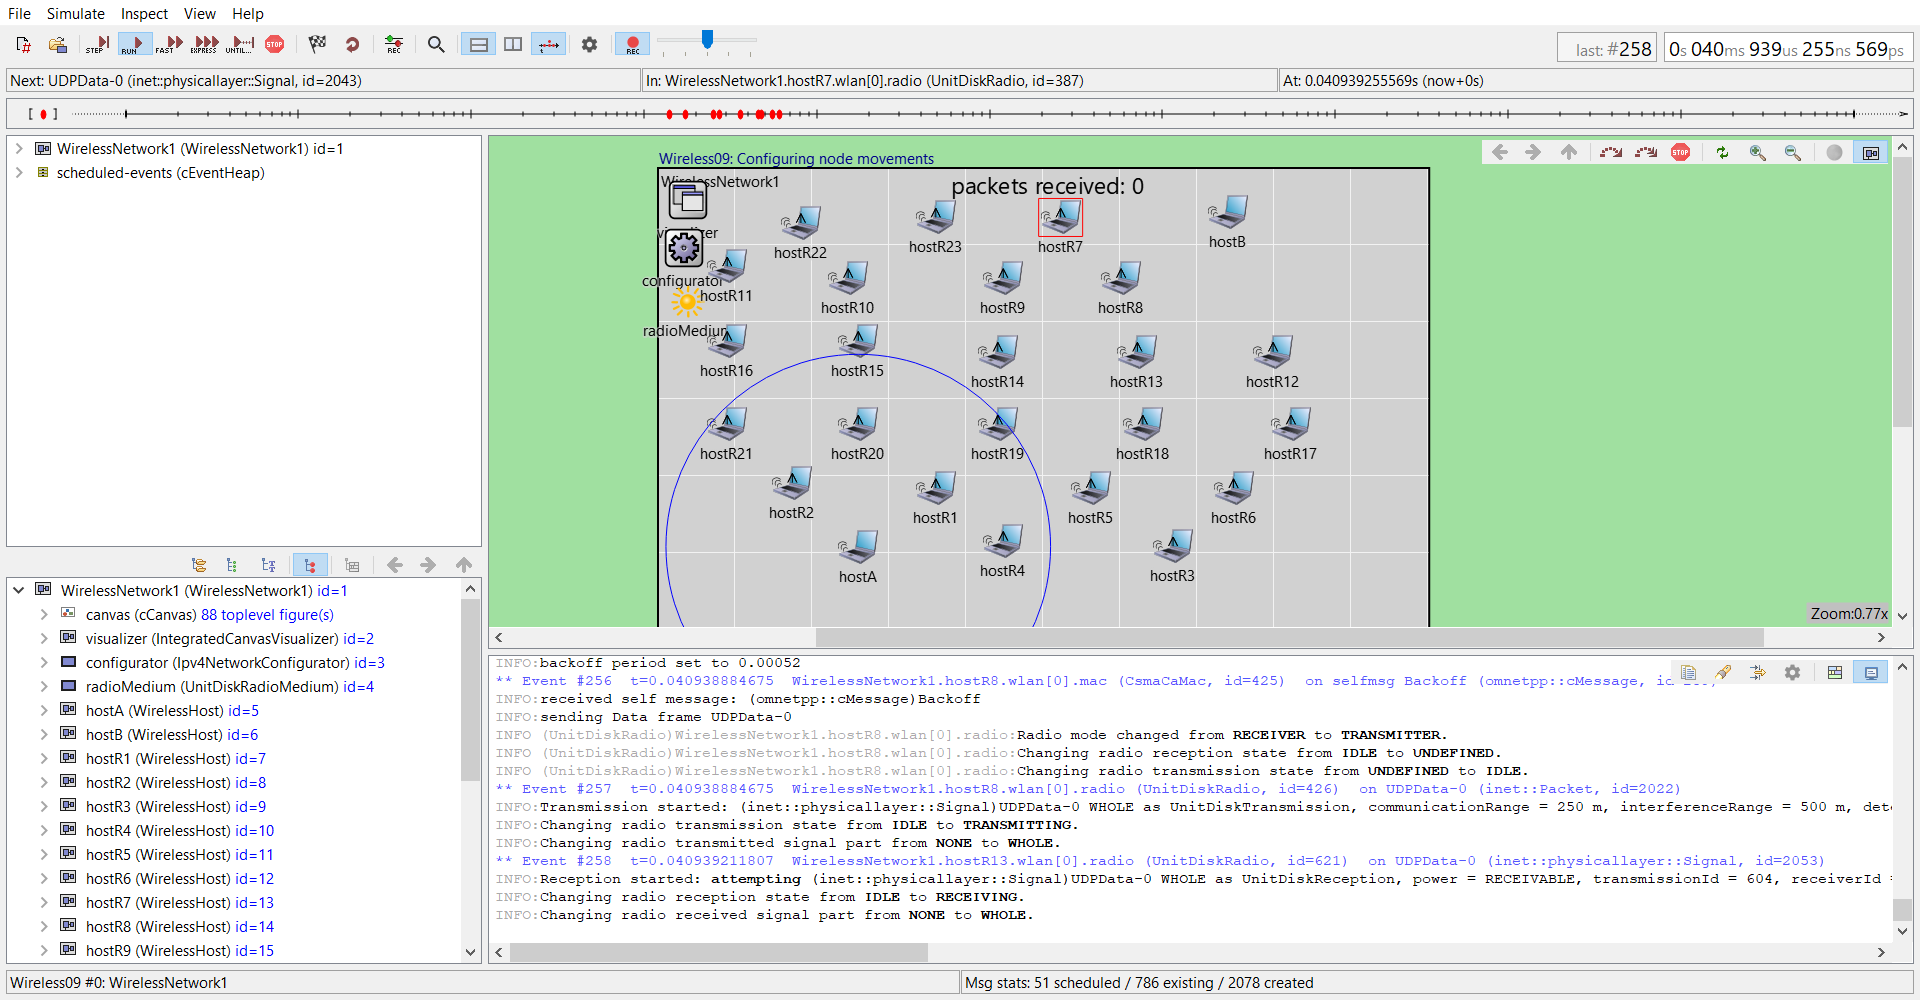 File Simulate Inspect View Help
STEP RUN FAST EXPRESS UNTIL... STOP REC REC
last: #258 0s 040ms 939us 255ns 569ps
Next: UDPData-0 (inet::physicallayer::Signal, id=2043) In: WirelessNetwork1.hostR7.wlan[0].radio (UnitDiskRadio, id=387) At: 0.040939255569s (now+0s)
WirelessNetwork1 (WirelessNetwork1) id=1
scheduled-events (cEventHeap)
Wireless09: Configuring node movements
STOP
WirelessNetwork1
packets received: 0
visualizer
hostR22
hostR23
hostR7
hostB
configurator
hostR11
hostR10
hostR9
hostR8
radioMedium
hostR16
hostR15
hostR14
hostR13
hostR12
hostR21
hostR20
hostR19
hostR18
hostR17
hostR2
hostR1
hostR5
hostR6
hostA
hostR4
hostR3
Zoom:0.77x
WirelessNetwork1 (WirelessNetwork1) id=1
canvas (cCanvas) 88 toplevel figure(s)
visualizer (IntegratedCanvasVisualizer) id=2
configurator (Ipv4NetworkConfigurator) id=3
radioMedium (UnitDiskRadioMedium) id=4
hostA (WirelessHost) id=5
hostB (WirelessHost) id=6
hostR1 (WirelessHost) id=7
hostR2 (WirelessHost) id=8
hostR3 (WirelessHost) id=9
hostR4 (WirelessHost) id=10
hostR5 (WirelessHost) id=11
hostR6 (WirelessHost) id=12
hostR7 (WirelessHost) id=13
hostR8 (WirelessHost) id=14
hostR9 (WirelessHost) id=15
INFO:backoff period set to 0.00052
** Event #256 t=0.040938884675 WirelessNetwork1.hostR8.wlan[0].mac (CsmaCaMac, id=425) on selfmsg Backoff (omnetpp::cMessage,
INFO:received self message: (omnetpp::cMessage)Backoff
INFO:sending Data frame UDPData-0
INFO (UnitDiskRadio)WirelessNetwork1.hostR8.wlan[0].radio:Radio mode changed from RECEIVER to TRANSMITTER.
INFO (UnitDiskRadio)WirelessNetwork1.hostR8.wlan[0].radio:Changing radio reception state from IDLE to UNDEFINED.
INFO (UnitDiskRadio)WirelessNetwork1.hostR8.wlan[0].radio:Changing radio transmission state from UNDEFINED to IDLE.
** Event #257 t=0.040938884675 WirelessNetwork1.hostR8.wlan[0].radio (UnitDiskRadio, id=426) on UDPData-0 (inet::Packet, id=2022)
INFO:Transmission started: (inet::physicallayer::Signal)UDPData-0 WHOLE as UnitDiskTransmission, communicationRange = 250 m, interferenceRange = 500 m, dete
INFO:Changing radio transmission state from IDLE to TRANSMITTING.
INFO:Changing radio transmitted signal part from NONE to WHOLE.
** Event #258 t=0.040939211807 WirelessNetwork1.hostR13.wlan[0].radio (UnitDiskRadio, id=621) on UDPData-0 (inet::physicallayer::Signal, id=2053)
INFO:Reception started: attempting (inet::physicallayer::Signal)UDPData-0 WHOLE as UnitDiskReception, power = RECEIVABLE, transmissionId = 604, receiverId =
INFO:Changing radio reception state from IDLE to RECEIVING.
INFO:Changing radio received signal part from NONE to WHOLE.
Wireless09 #0: WirelessNetwork1 Msg stats: 51 scheduled / 786 existing / 2078 created